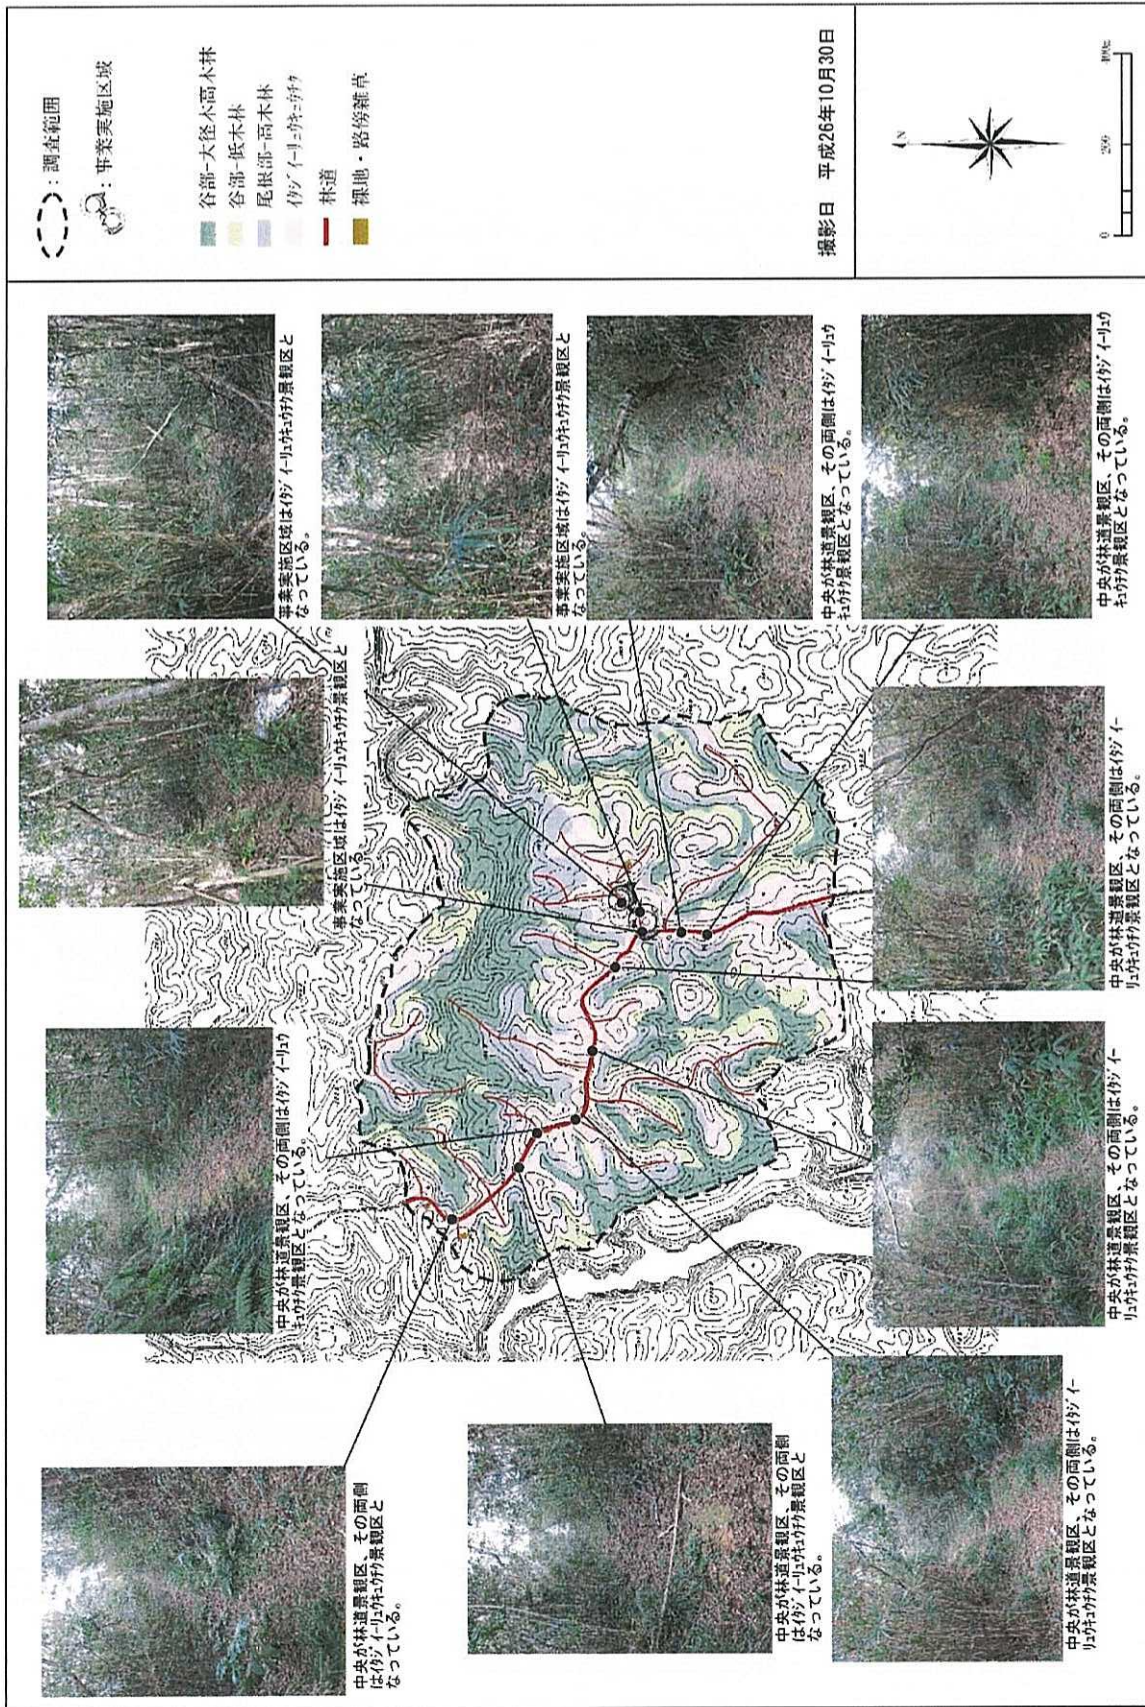 ：調査範囲
：事業実施区域
谷部-大径木高木林
谷部-低木林
尾根部-高木林
イタジイーリュウキュウチク
林道
裸地・路傍雑草
撮影日　平成26年10月30日
N
0
200
400m
中央が林道景観区、その両側
はイタジイーリュウキュウチク景観区と
なっている。
中央が林道景観区、その両側はイタジイーリュウ
キュウチク景観区となっている。
事業実施区域はイタジイーリュウキュウチク景観区と
なっている
事業実施区域はイタジイーリュウキュウチク景観区と
なっている。
事業実施区域はイタジイーリュウキュウチク景観区と
なっている。
中央が林道景観区、その両側はイタジイーリュウ
キュウチク景観区となっている。
中央が林道景観区、その両側はイタジイーリュウ
キュウチク景観区となっている。
中央が林道景観区、その両側
はイタジイーリュウキュウチク景観区と
なっている。
中央が林道景観区、その両側はイタジイー
リュウキュウチク景観区となっている。
中央が林道景観区、その両側はイタジイー
リュウキュウチク景観区となっている。
中央が林道景観区、その両側はイタジイー
リュウキュウチク景観区となっている。